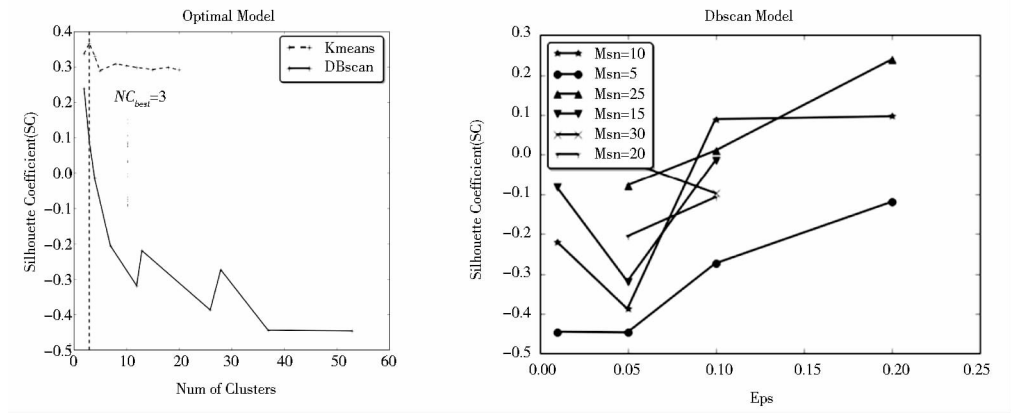 Optimal Model
0.4
0.3
0.2
0.1
0.0
−0.1
−0.2
−0.3
−0.4
−0.5
Silhouette Coefficient(SC)
Kmeans
DBscan
NCbest=3
0 10 20 30 40 50 60
Num of Clusters
Dbscan Model
0.3
0.2
0.1
0.0
−0.1
−0.2
−0.3
−0.4
−0.5
Silhouette Coefficient(SC)
Msn=10
Msn=5
Msn=25
Msn=15
Msn=30
Msn=20
0.00 0.05 0.10 0.15 0.20 0.25
Eps